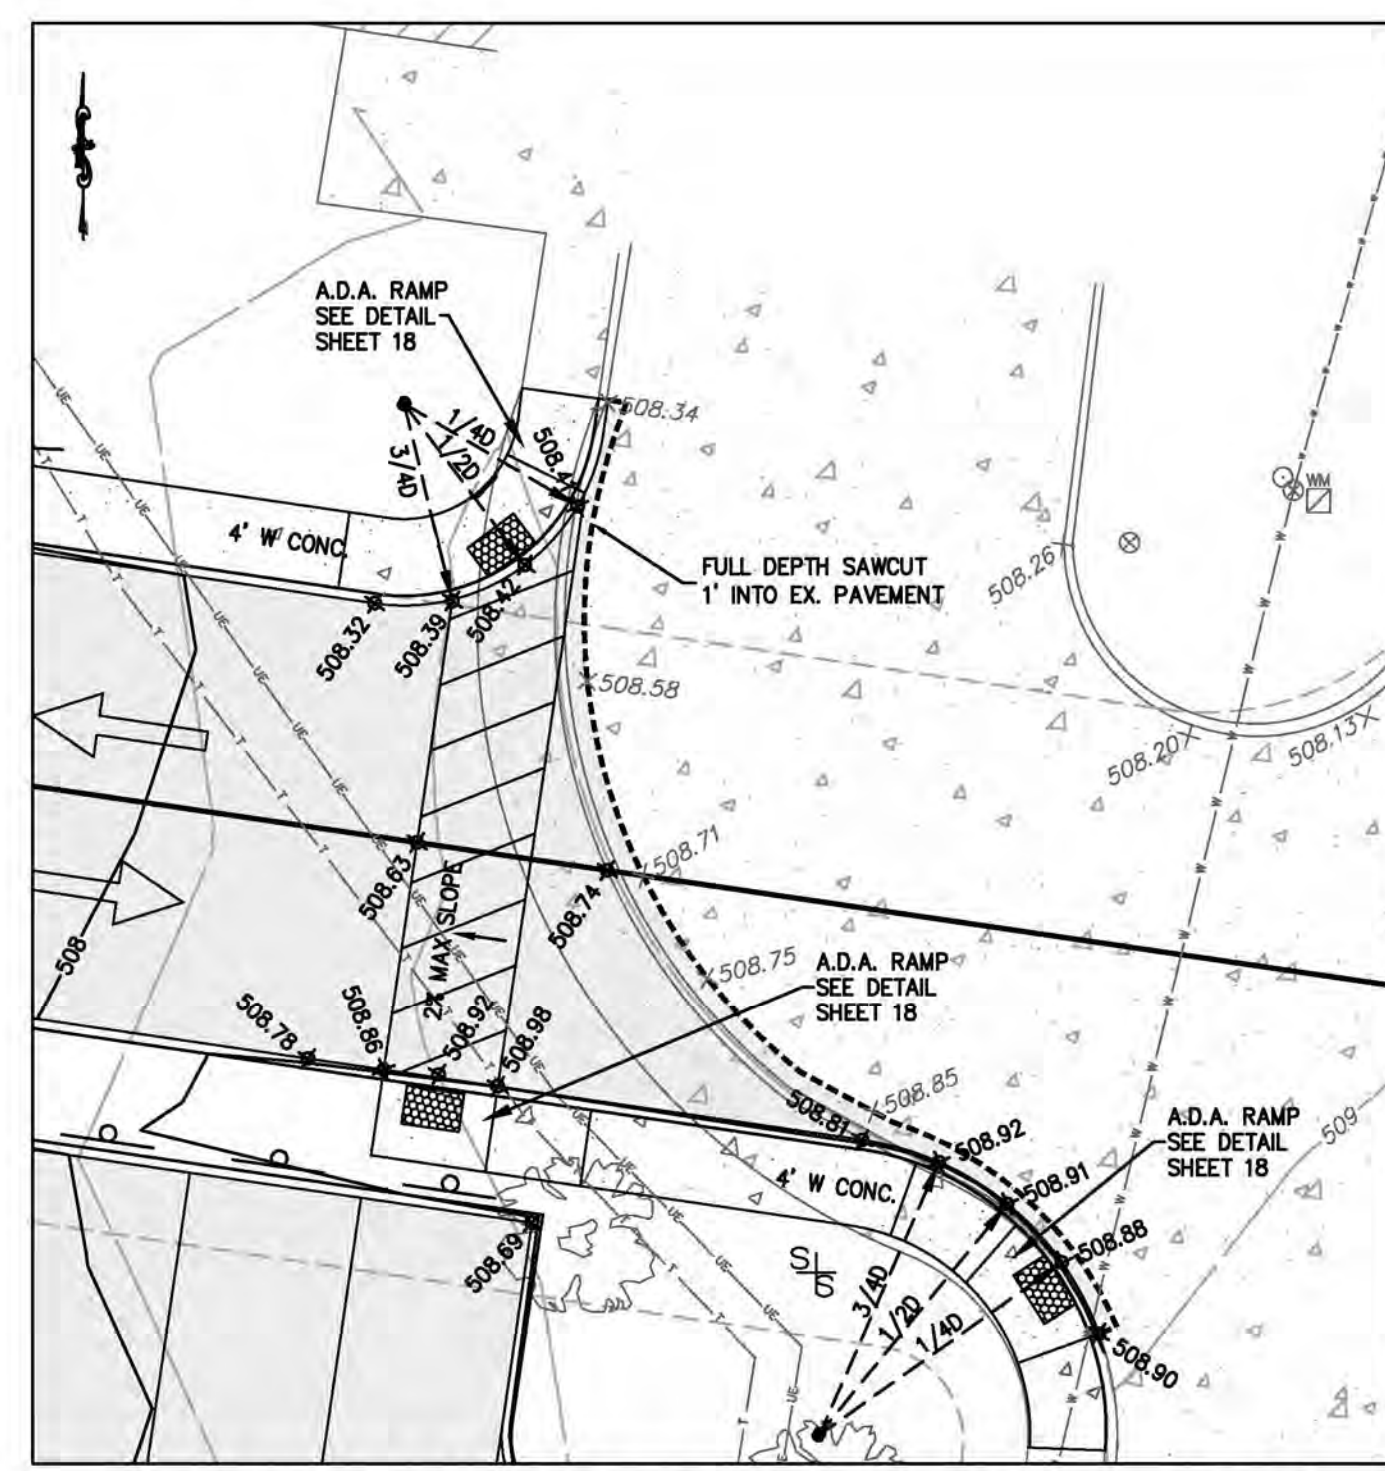 A.D.A. RAMP
SEE DETAIL
SHEET 18
508.34
1/4D
1/2D
3/4D
4' W CONC.
FULL DEPTH SAWCUT
1' INTO EX. PAVEMENT
WM
508.26
508.32
508.39
508.42
508.58
508.20
508.13
508.71
508.63
508.74
2% MAX SLOPE
508
508.75
A.D.A. RAMP
SEE DETAIL
SHEET 18
508.78
508.86
508.92
508.98
508.85
508.81
508.92
A.D.A. RAMP
SEE DETAIL
SHEET 18
509
508.91
4' W CONC.
508.88
508.69
S S
3/4D
1/2D
1/4D
508.90
UE
T
W